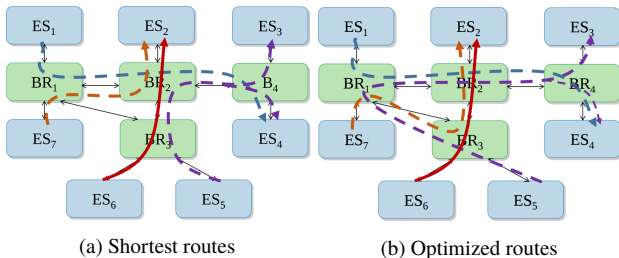 ES1 ES2 ES3 ES1 ES2 ES3
BR1 BR2 B4 BR1 BR2 BR4
ES7 BR3 ES4 ES7 BR3 ES4
ES6 ES5 ES6 ES5
(a) Shortest routes (b) Optimized routes